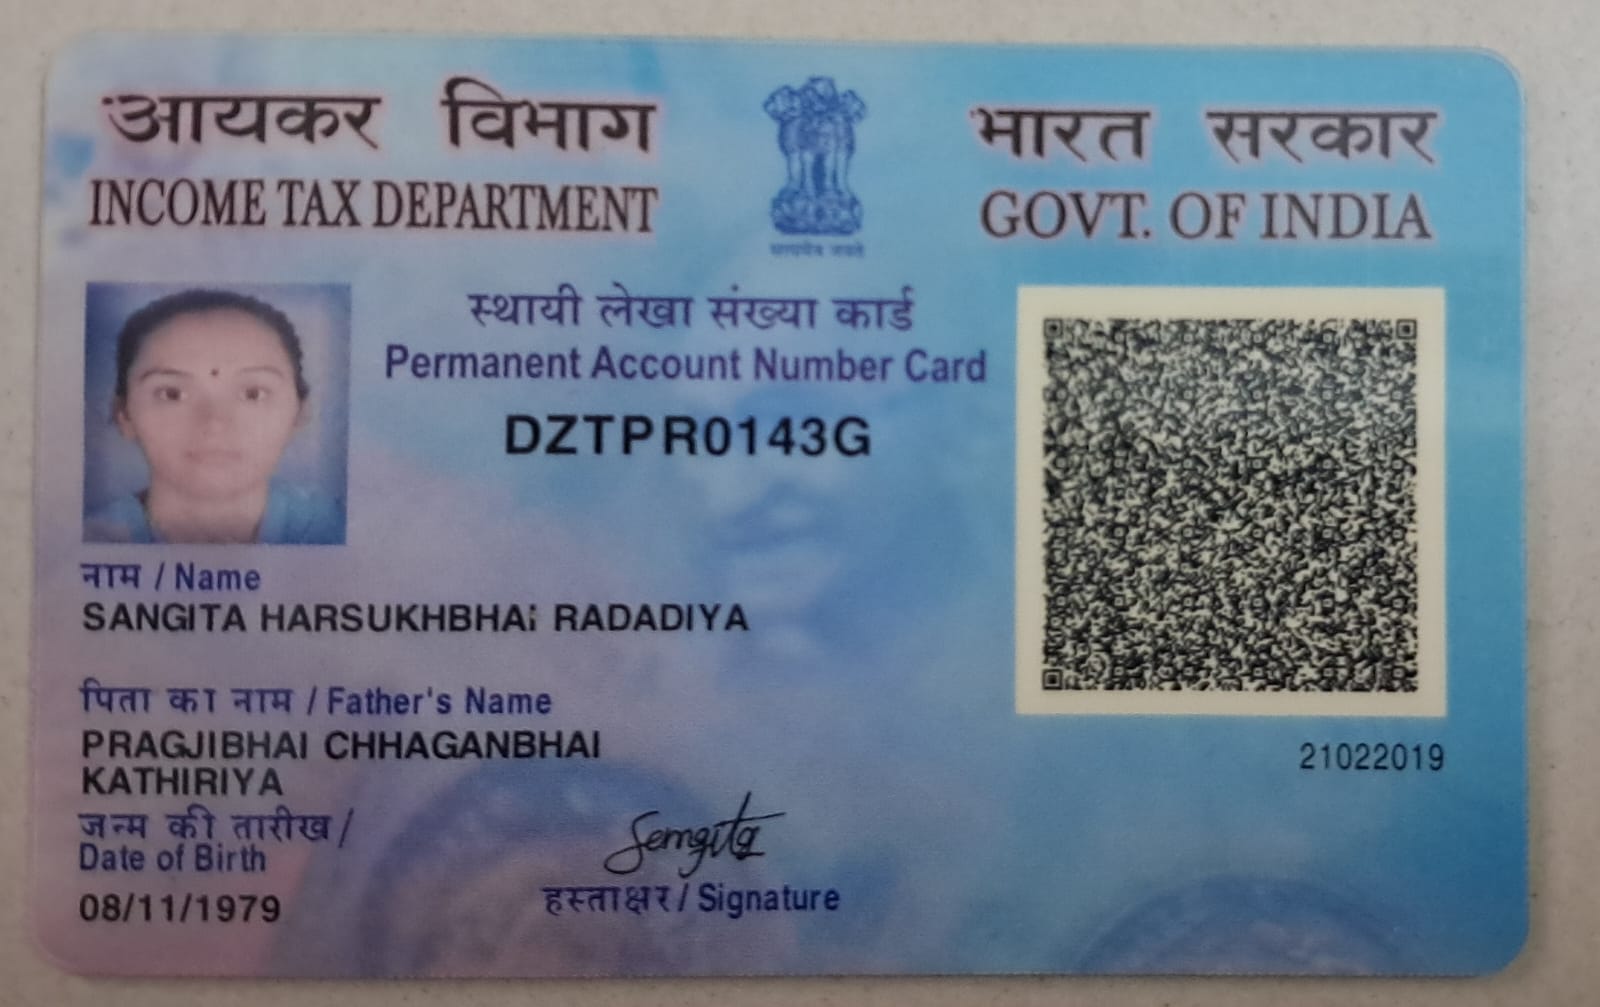 आयकर विभाग
INCOME TAX DEPARTMENT
भारत सरकार
GOVT. OF INDIA
सत्यमेव जयते
स्थायी लेखा संख्या कार्ड
Permanent Account Number Card
DZTPR0143G
नाम / Name
SANGITA HARSUKHBHAi RADADIYA
पिता का नाम / Father's Name
PRAGJIBHAI CHHAGANBHAI
KATHIRIYA
जन्म की तारीख /
Date of Birth
08/11/1979
Sangita
हस्ताक्षर / Signature
21022019